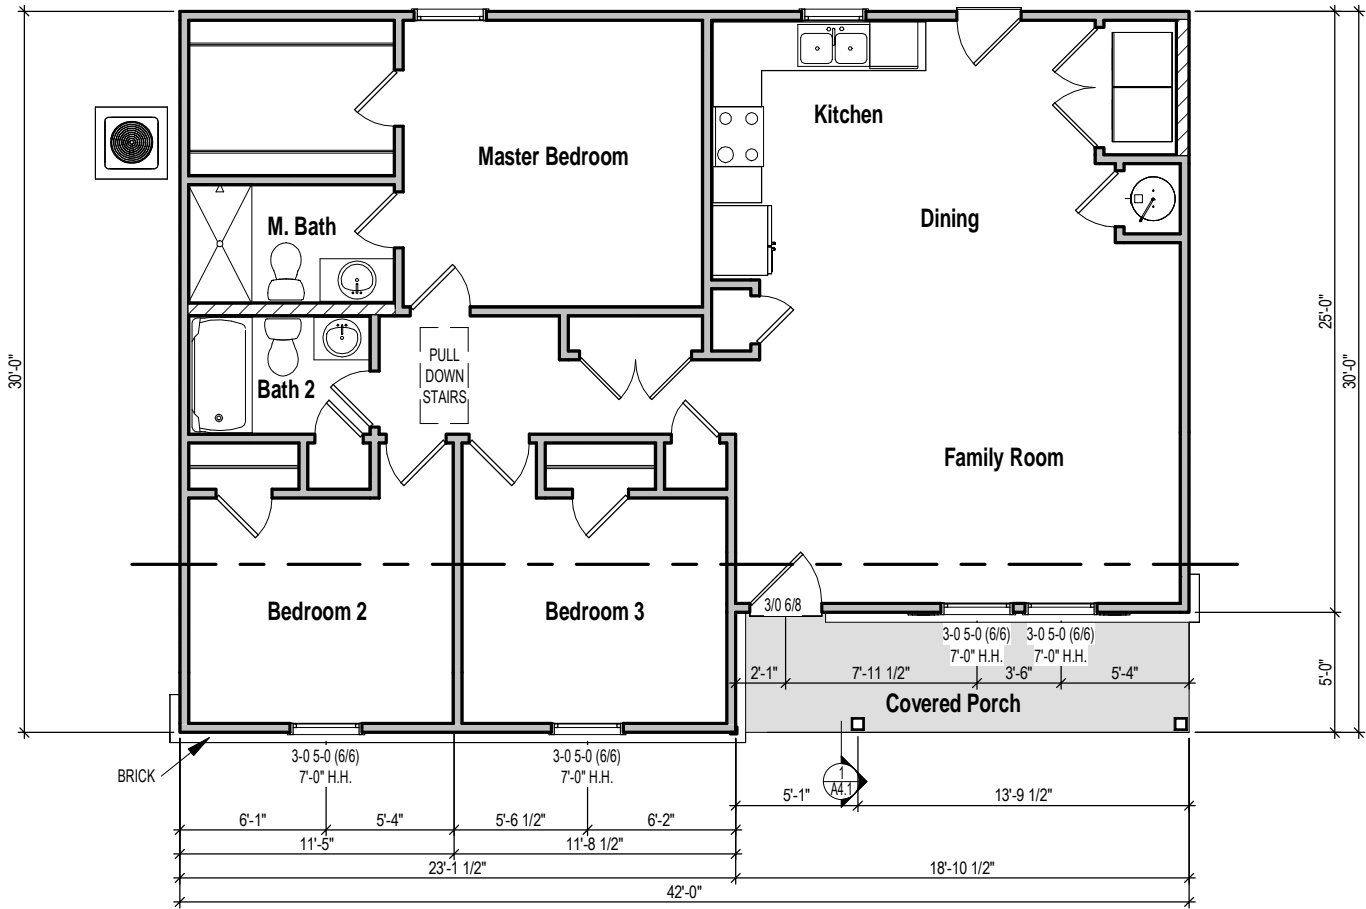 Kitchen
Master Bedroom
Dining
M. Bath
25'-0"
30'-0"
30'-0"
PULL
DOWN
STAIRS
Bath 2
Family Room
Bedroom 2
Bedroom 3
3/0 6/8
3-0 5-0 (6/6)
7'-0" H.H.
3-0 5-0 (6/6)
7'-0" H.H.
2'-1"
7'-11 1/2"
3'-6"
5'-4"
5'-0"
Covered Porch
BRICK
3-0 5-0 (6/6)
7'-0" H.H.
3-0 5-0 (6/6)
7'-0" H.H.
1
A4.1
5'-1"
13'-9 1/2"
6'-1"
5'-4"
5'-6 1/2"
6'-2"
11'-5"
11'-8 1/2"
23'-1 1/2"
18'-10 1/2"
42'-0"